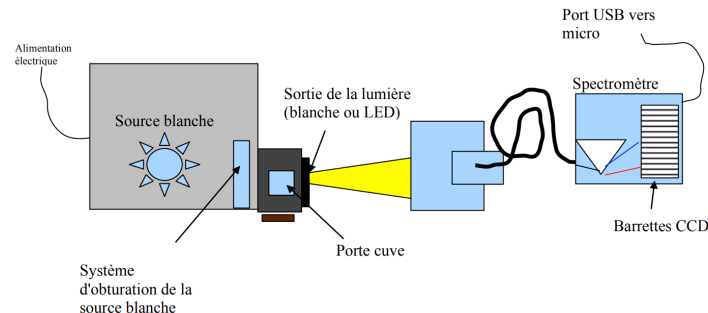 Port USB vers
micro
Alimentation
électrique
Sortie de la lumière
(blanche ou LED)
Spectromètre
Source blanche
Barrettes CCD
Porte cuve
Système
d'obturation de la
source blanche